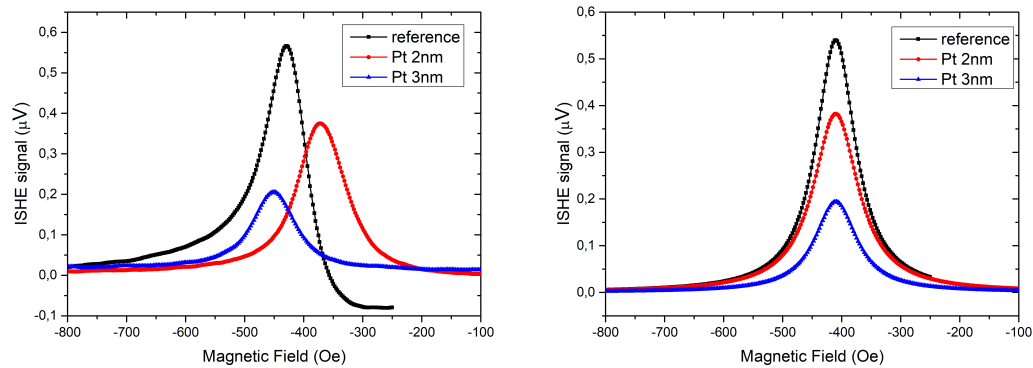 0,6
0,5
0,4
0,3
0,2
0,1
0,0
-0,1
ISHE signal (μV)
-800 -700 -600 -500 -400 -300 -200 -100
Magnetic Field (Oe)
reference
Pt 2nm
Pt 3nm
0,6
0,5
0,4
0,3
0,2
0,1
0,0
ISHE signal (μV)
-800 -700 -600 -500 -400 -300 -200 -100
Magnetic Field (Oe)
reference
Pt 2nm
Pt 3nm